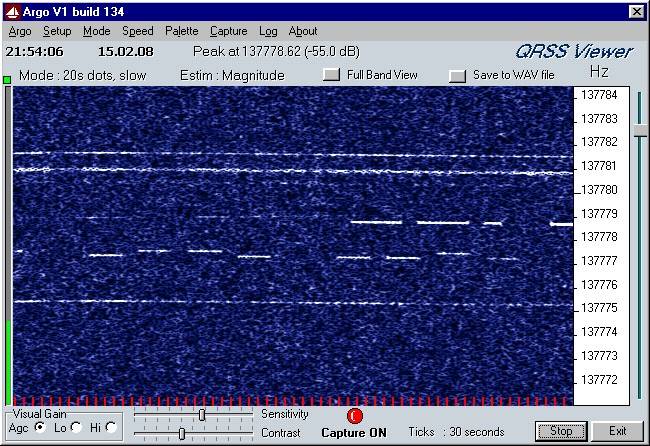 Argo V1 build 134
Argo Setup Mode Speed Palette Capture Log About
21:54:06 15.02.08 Peak at 137778.62 (-55.0 dB) QRSS Viewer
Mode : 20s dots, slow Estim : Magnitude Full Band View Save to WAV file Hz
137784
137783
137782
137781
137780
137779
137778
137777
137776
137775
137774
137773
137772
Visual Gain
Agc Lo Hi
Sensitivity
Contrast
Capture ON
Ticks : 30 seconds
Stop
Exit